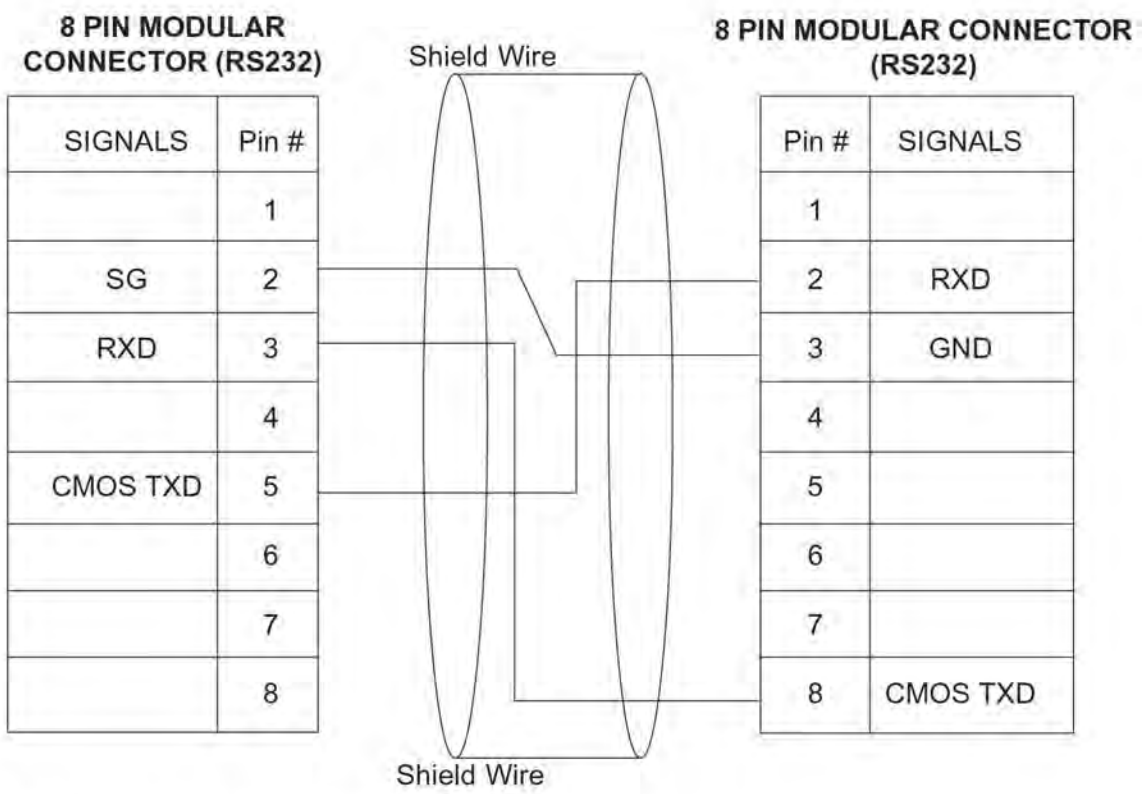 8 PIN MODULAR
CONNECTOR (RS232)
Shield Wire
8 PIN MODULAR CONNECTOR
(RS232)
SIGNALS Pin #
1
SG 2
RXD 3
4
CMOS TXD 5
6
7
8
Pin # SIGNALS
1
2 RXD
3 GND
4
5
6
7
8 CMOS TXD
Shield Wire